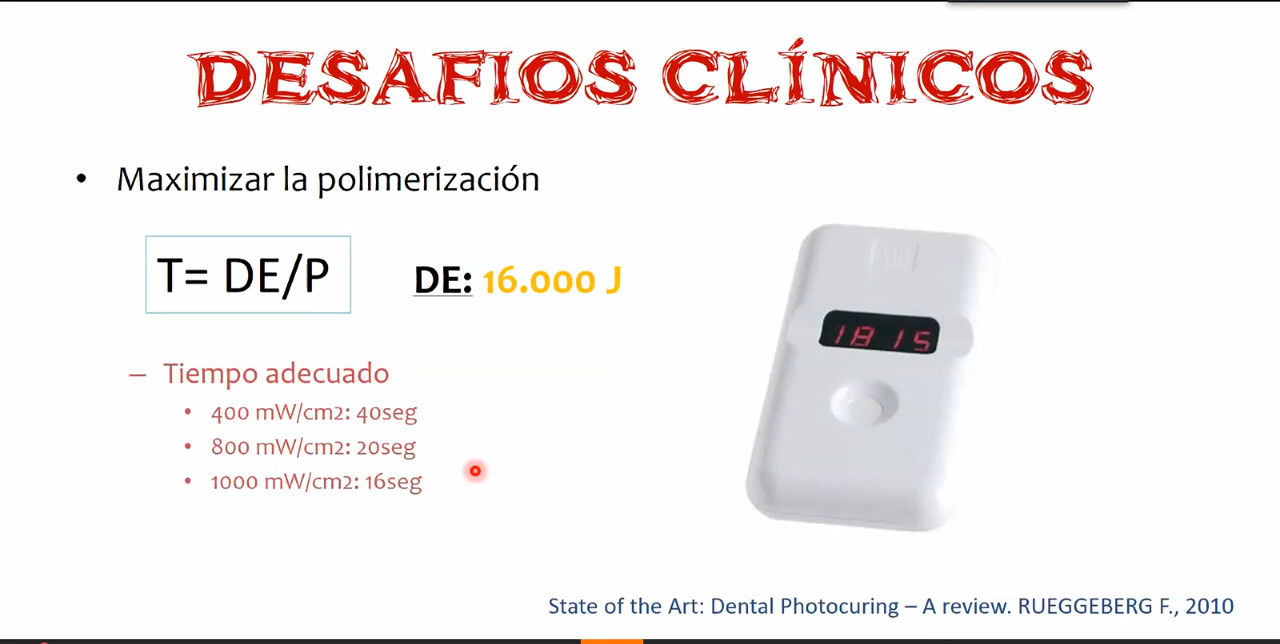 DESAFIOS CLÍNICOS
• Maximizar la polimerización
T= DE/P
DE: 16.000 J
– Tiempo adecuado
• 400 mW/cm2: 40seg
• 800 mW/cm2: 20seg
• 1000 mW/cm2: 16seg
1815
State of the Art: Dental Photocuring – A review. RUEGGEBERG F., 2010